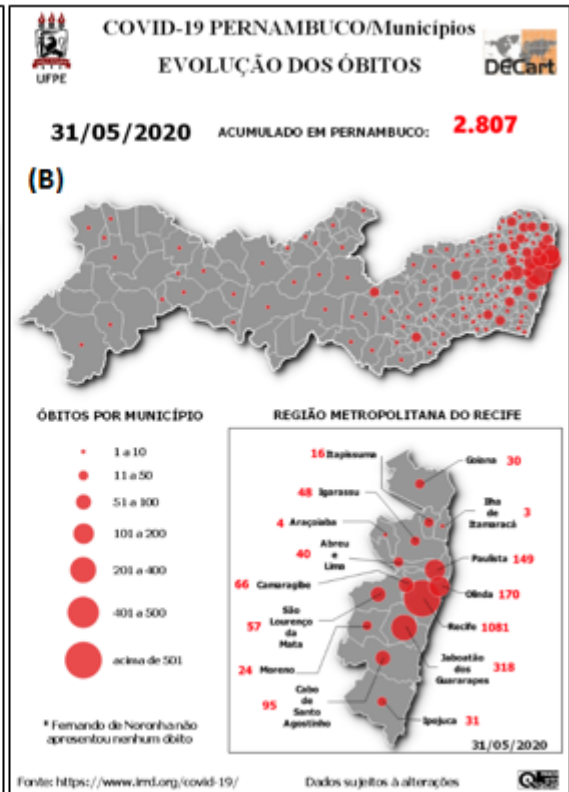 COVID-19 PERNAMBUCO/Municípios
EVOLUÇÃO DOS ÓBITOS
UFPE
DECart
31/05/2020 ACUMULADO EM PERNAMBUCO: 2.807
(B)
ÓBITOS POR MUNICÍPIO
1 a 10
11 a 50
51 a 100
101 a 200
201 a 400
401 a 500
acima de 501
* Fernando de Noronha não
apresentou nenhum óbito
REGIÃO METROPOLITANA DO RECIFE
16 Itapissuma
Goiana 30
48 Igarassu
4 Araçoiaba
Ilha
de
Itamaracá 3
40 Abreu
e
Lima
Paulista 149
66 Camaragibe
Olinda 170
57 São
Lourenço
da
Mata
Recife 1081
24 Moreno
Jaboatão
dos
Guararapes 318
95 Cabo
de
Santo
Agostinho
Ipojuca 31
31/05/2020
Fonte: https://www.imd.org/covid-19/ Dados sujeitos à alterações